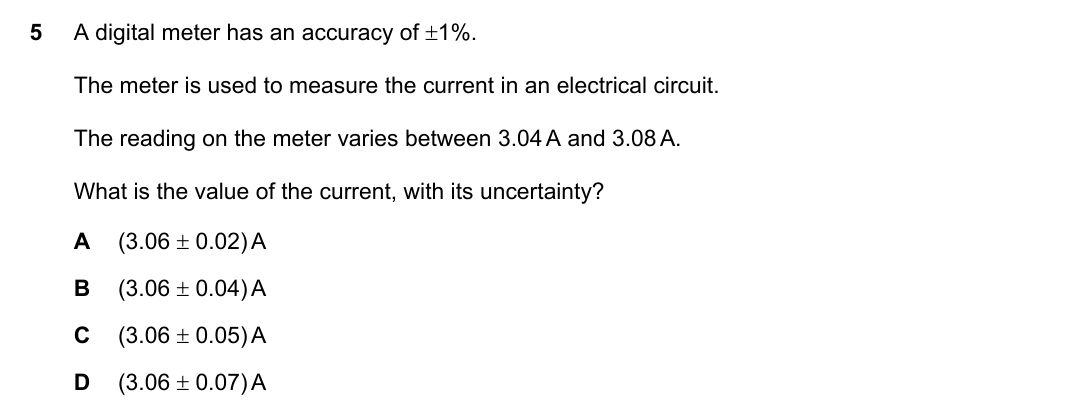 5 A digital meter has an accuracy of ±1%.
The meter is used to measure the current in an electrical circuit.
The reading on the meter varies between 3.04 A and 3.08 A.
What is the value of the current, with its uncertainty?
A (3.06 ± 0.02) A
B (3.06 ± 0.04) A
C (3.06 ± 0.05) A
D (3.06 ± 0.07) A